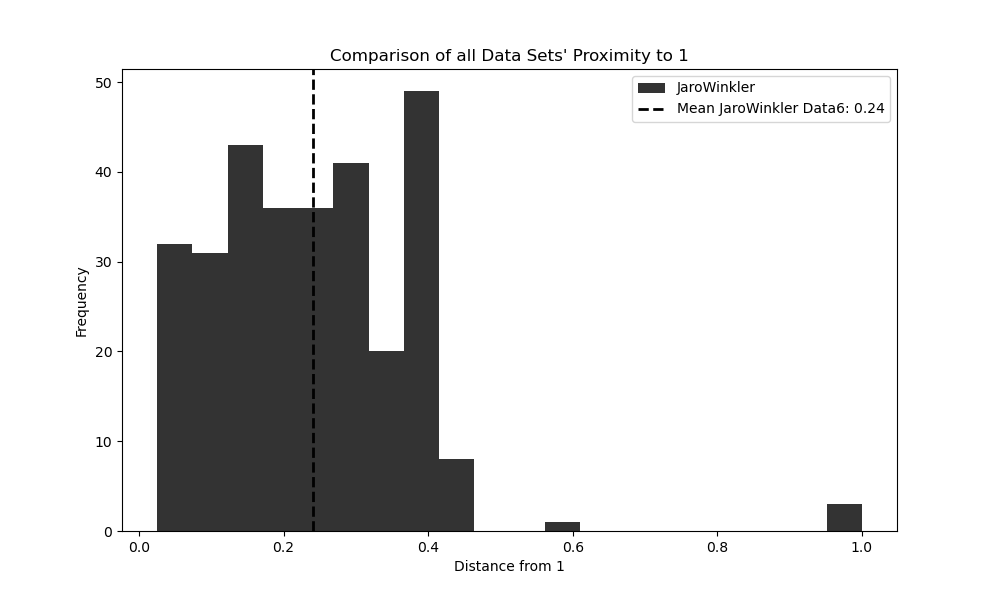 Comparison of all Data Sets' Proximity to 1
JaroWinkler
Mean JaroWinkler Data6: 0.24
50
40
30
20
10
0
Frequency
0.0 0.2 0.4 0.6 0.8 1.0
Distance from 1